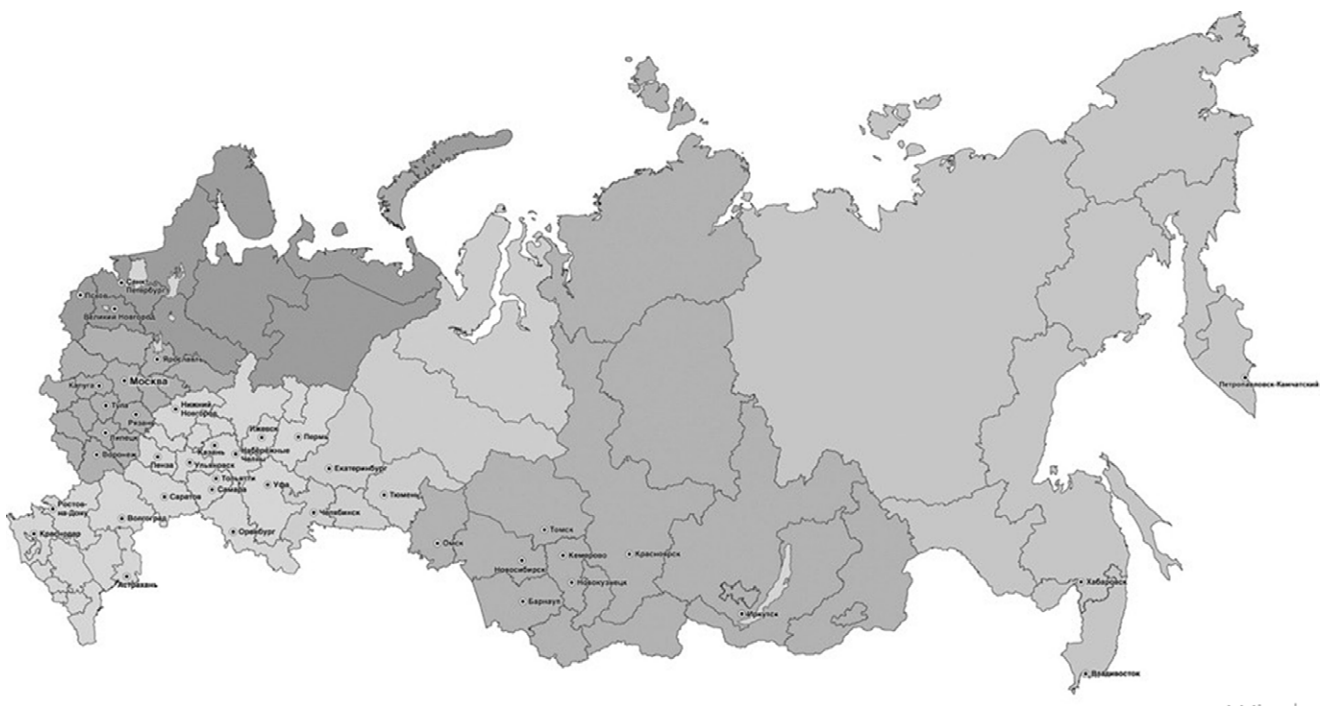 Санкт-
Петербург
Псков
Великий Новгород
Ярославль
Калуга
Москва
Тула
Рязань
Липецк
Воронеж
Нижний
Новгород
Ижевск
Пермь
Казань
Набережные
Челны
Пенза
Ульяновск
Тольятти
Самара
Уфа
Екатеринбург
Тюмень
Саратов
Челябинск
Ростов-
на-Дону
Волгоград
Оренбург
Краснодар
Астрахань
Омск
Томск
Новосибирск
Кемерово
Красноярск
Новокузнецк
Барнаул
Иркутск
Петропавловск-Камчатский
Хабаровск
Владивосток